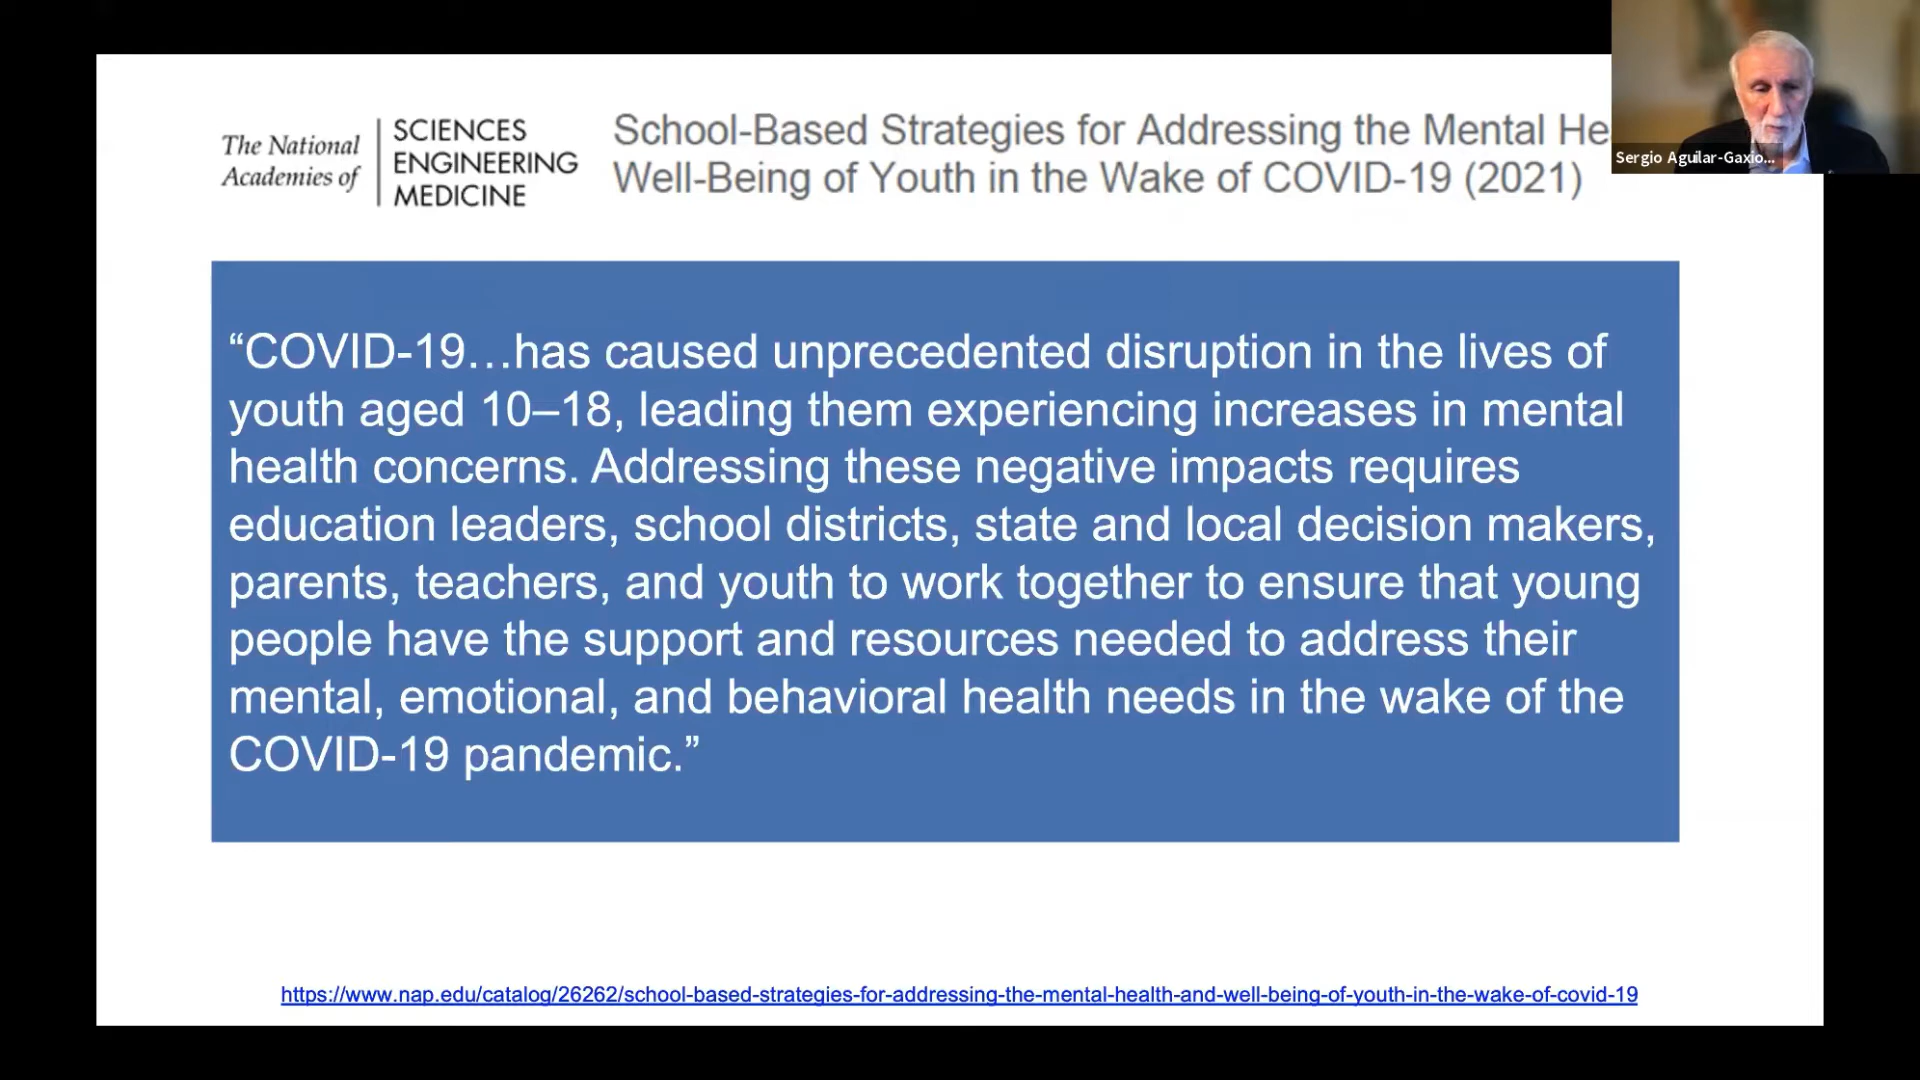 The National
Academies of
SCIENCES
ENGINEERING
MEDICINE
School-Based Strategies for Addressing the Mental He
Well-Being of Youth in the Wake of COVID-19 (2021)
Sergio Aguilar-Gaxio...
“COVID-19…has caused unprecedented disruption in the lives of
youth aged 10–18, leading them experiencing increases in mental
health concerns. Addressing these negative impacts requires
education leaders, school districts, state and local decision makers,
parents, teachers, and youth to work together to ensure that young
people have the support and resources needed to address their
mental, emotional, and behavioral health needs in the wake of the
COVID-19 pandemic.”
https://www.nap.edu/catalog/26262/school-based-strategies-for-addressing-the-mental-health-and-well-being-of-youth-in-the-wake-of-covid-19